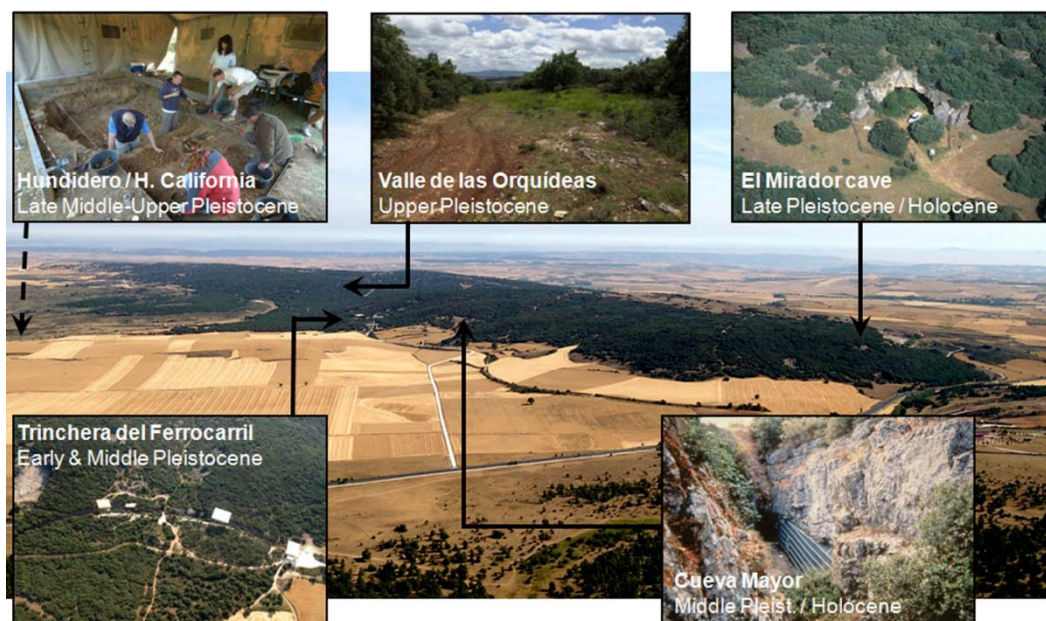 Hundidero / H. California
Late Middle-Upper Pleistocene
Valle de las Orquídeas
Upper Pleistocene
El Mirador cave
Late Pleistocene / Holocene
Trinchera del Ferrocarril
Early & Middle Pleistocene
Cueva Mayor
Middle Pleist. / Holocene